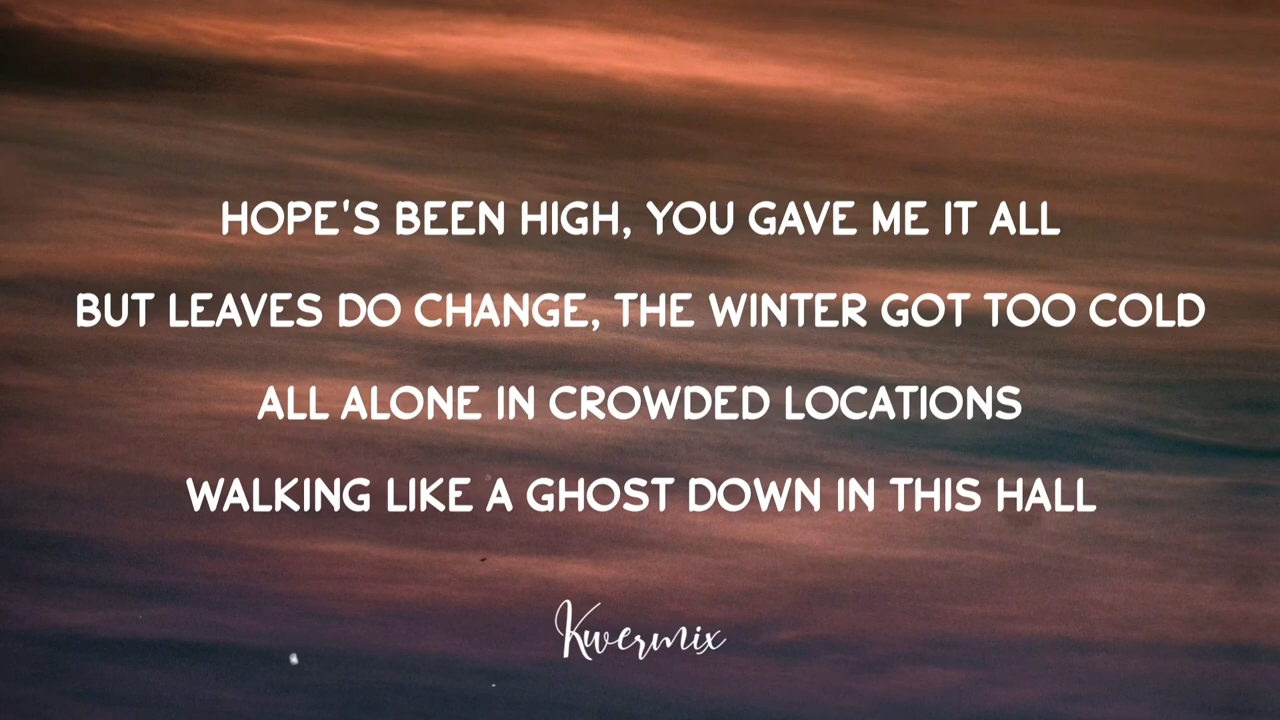 HOPE'S BEEN HIGH, YOU GAVE ME IT ALL
BUT LEAVES DO CHANGE, THE WINTER GOT TOO COLD
ALL ALONE IN CROWDED LOCATIONS
WALKING LIKE A GHOST DOWN IN THIS HALL
Kwermix